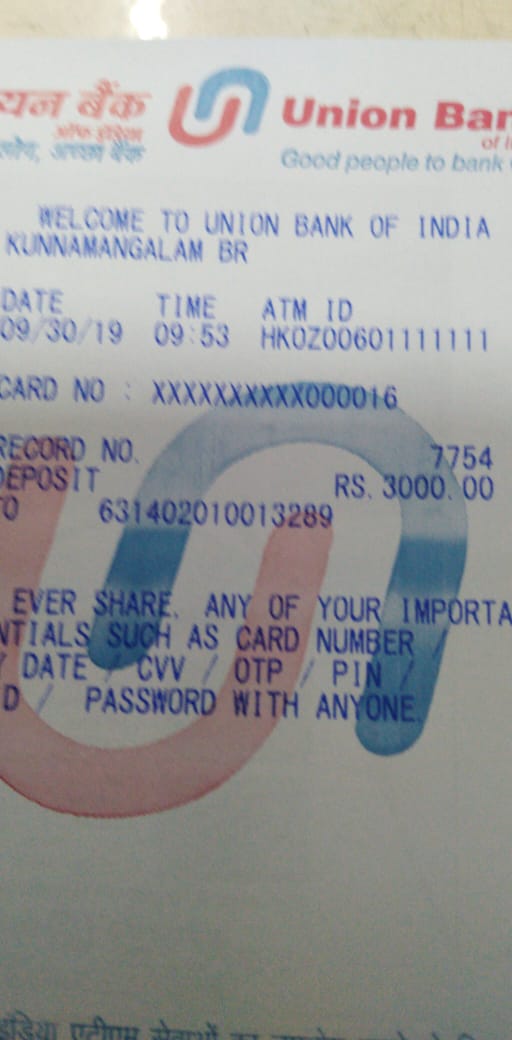 यन बैंक
ऑफ इंडिया
अच्छा बैंक
Union Ban
of I
Good people to bank
WELCOME TO UNION BANK OF INDIA
KUNNAMANGALAM BR
DATE TIME ATM ID
09/30/19 09:53 HK0Z00601111111
CARD NO : XXXXXXXXXX000016
RECORD NO. 7754
DEPOSIT RS. 3000.00
TO 631402010013289
EVER SHARE. ANY OF YOUR IMPORTA
NTIALS SUCH AS CARD NUMBER /
DATE / CVV / OTP / PIN /
D / PASSWORD WITH ANYONE.